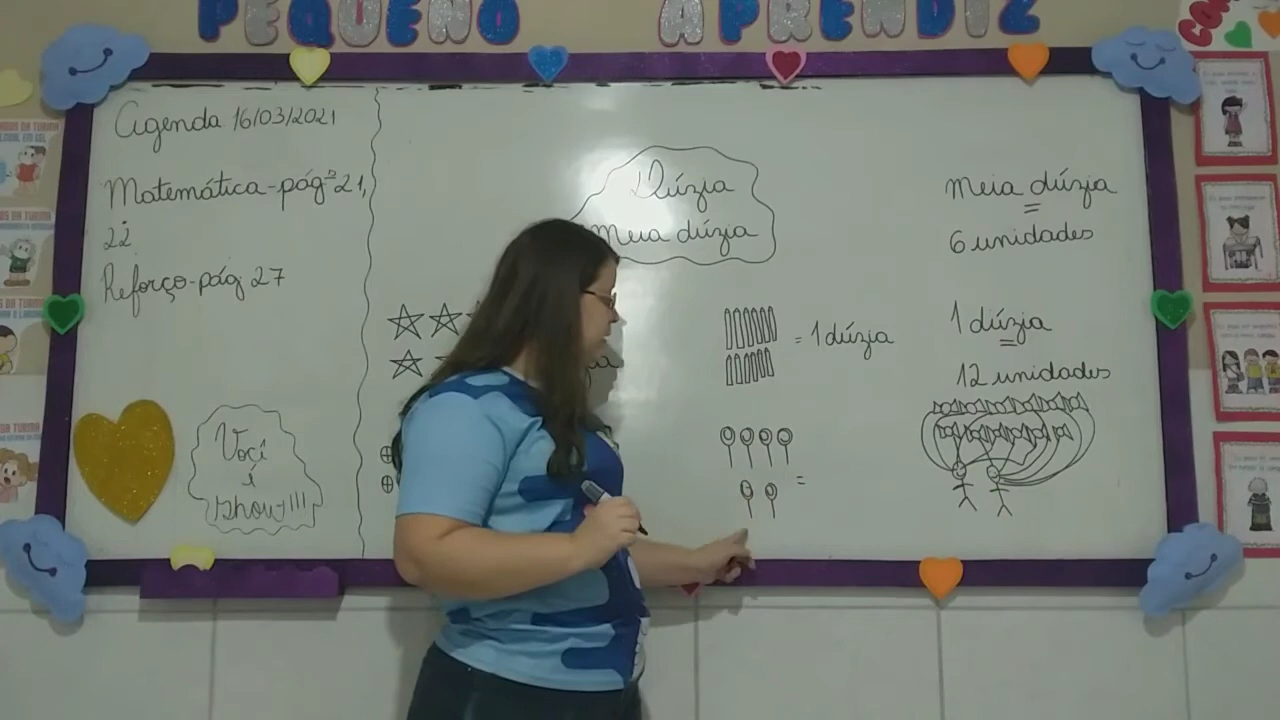 PEQUENO APRENDIZ
Agenda 16/03/2021
Matemática-pág 21,
22
Reforço-pág 27
Você
é
show!!!
Dúzia
Meia dúzia
= 1 dúzia
=
meia dúzia
=
6 unidades
1 dúzia
=
12 unidades